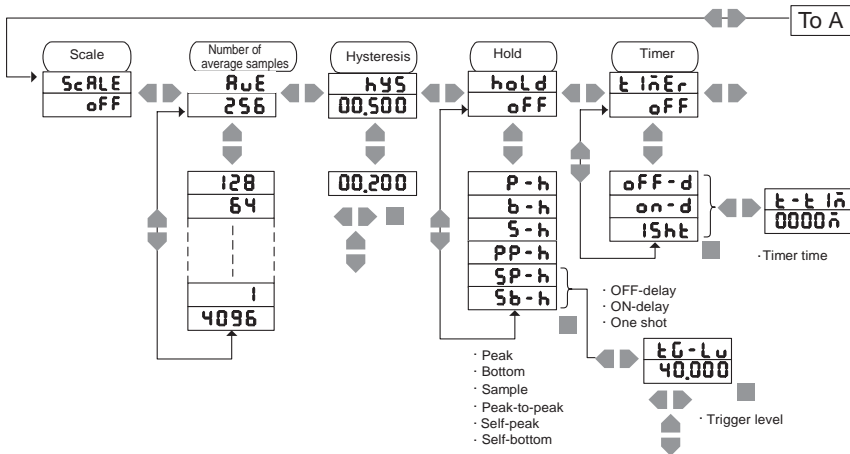 To A
Scale
ScALE
oFF
Number of
average samples
AvE
256
128
64
1
4096
Hysteresis
hYS
00.500
00.200
Hold
hoLd
oFF
P-h
b-h
S-h
PP-h
SP-h
Sb-h
· Peak
· Bottom
· Sample
· Peak-to-peak
· Self-peak
· Self-bottom
tG-Lv
40.000
· Trigger level
Timer
tImEr
oFF
oFF-d
on-d
1Sht
· OFF-delay
· ON-delay
· One shot
t-tIm
0000m
· Timer time